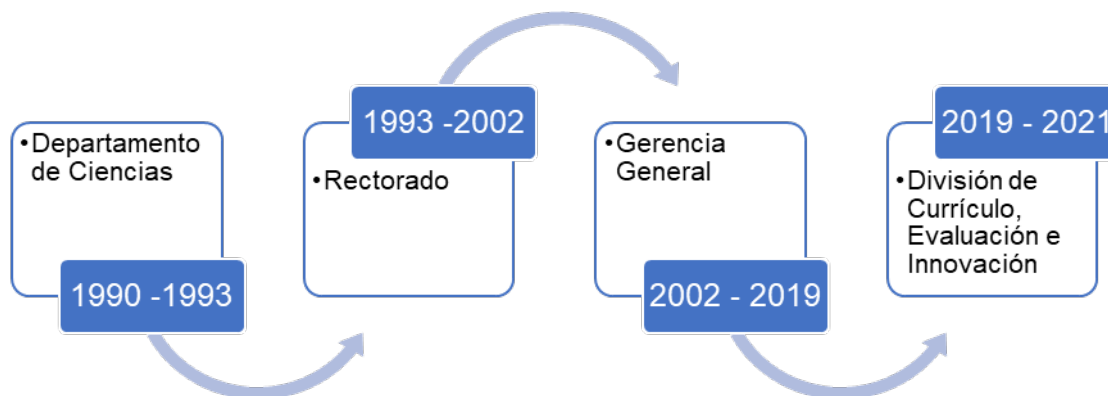 •Departamento
de Ciencias
1990 -1993
1993 -2002
•Rectorado
•Gerencia
General
2002 - 2019
2019 - 2021
•División de
Currículo,
Evaluación e
Innovación